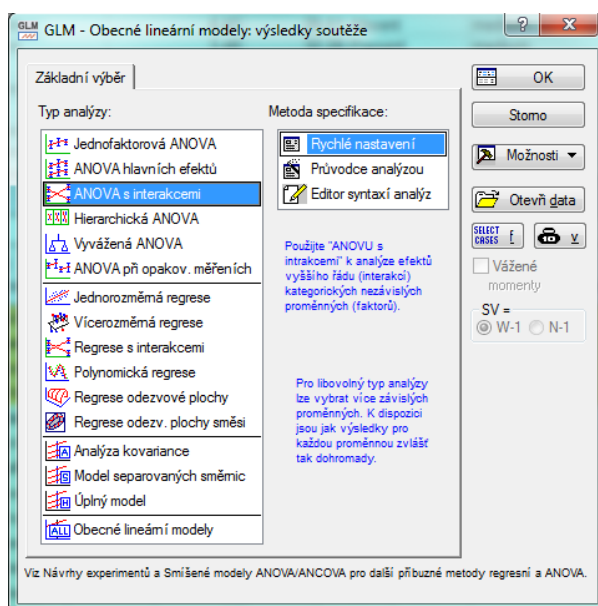 GLM GLM - Obecné lineární modely: výsledky soutěže
Základní výběr
Typ analýzy:
Jednofaktorová ANOVA
ANOVA hlavních efektů
ANOVA s interakcemi
Hierarchická ANOVA
Vyvážená ANOVA
ANOVA při opakov. měřeních
Jednorozměrná regrese
Vícerozměrná regrese
Regrese s interakcemi
Polynomická regrese
Regrese odezvové plochy
Regrese odezv. plochy směsi
Analýza kovariance
Model separovaných směrnic
Úplný model
ALL Obecné lineární modely
Metoda specifikace:
Rychlé nastavení
Průvodce analýzou
Editor syntaxí analýz
Použijte "ANOVU s
intrakcemi" k analýze efektů
vyššího řádu (interakcí)
kategorických nezávislých
proměnných (faktorů).
Pro libovolný typ analýzy
lze vybrat více závislých
proměnných. K dispozici
jsou jak výsledky pro
každou proměnnou zvlášť
tak dohromady.
OK
Storno
Možnosti
Otevři data
SELECT
CASES f v
Vážené
momenty
SV =
W-1 N-1
Viz Návrhy experimentů a Smíšené modely ANOVA/ANCOVA pro další příbuzné metody regresní a ANOVA.